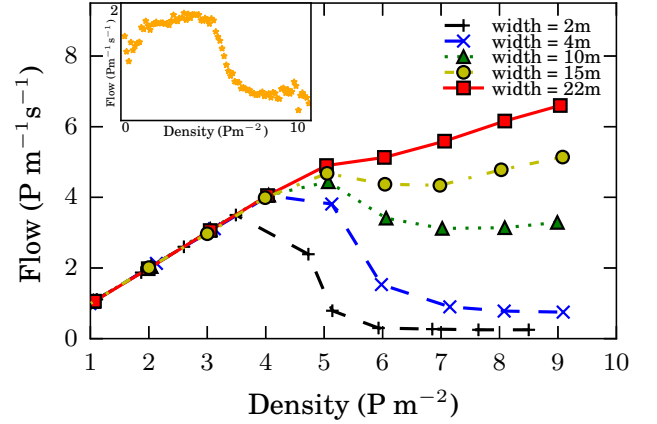 2
Flow (Pm⁻¹s⁻¹)
0 10
Density (Pm⁻²)
width = 2m
width = 4m
width = 10m
width = 15m
width = 22m
8
6
4
2
0
Flow (P m⁻¹s⁻¹)
1 2 3 4 5 6 7 8 9 10
Density (P m⁻²)